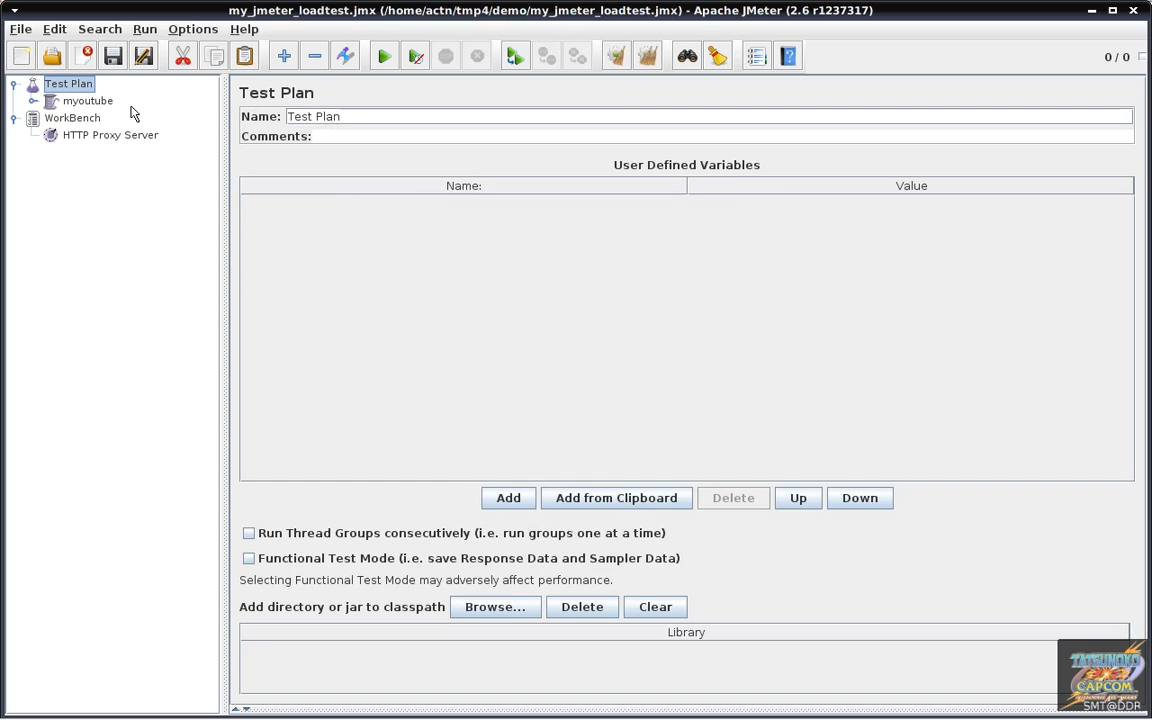 my_jmeter_loadtest.jmx (/home/actn/tmp4/demo/my_jmeter_loadtest.jmx) - Apache JMeter (2.6 r1237317)
File Edit Search Run Options Help
0 / 0
Test Plan
myoutube
WorkBench
HTTP Proxy Server
Test Plan
Name: Test Plan
Comments:
User Defined Variables
Name: Value
Add Add from Clipboard Delete Up Down
Run Thread Groups consecutively (i.e. run groups one at a time)
Functional Test Mode (i.e. save Response Data and Sampler Data)
Selecting Functional Test Mode may adversely affect performance.
Add directory or jar to classpath Browse... Delete Clear
Library
TATSUNOKO
CAPCOM
SMT@DDR